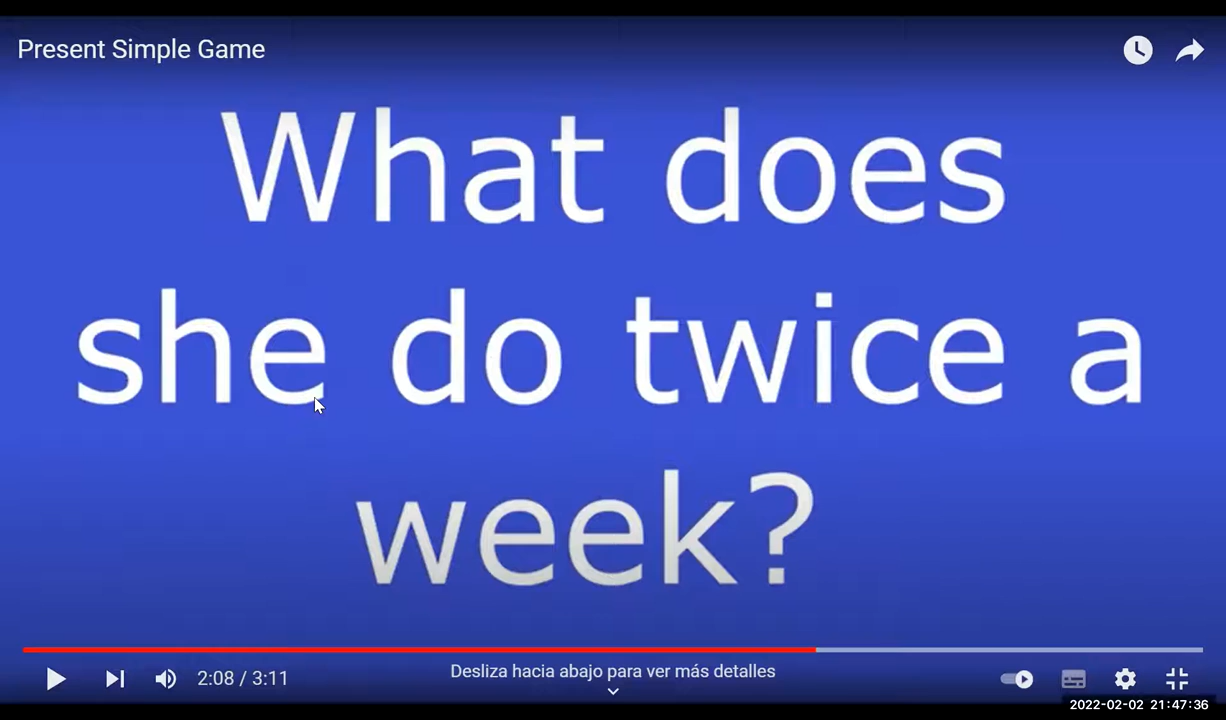 Present Simple Game
What does
she do twice a
week?
2:08 / 3:11
Desliza hacia abajo para ver más detalles
2022-02-02 21:47:36